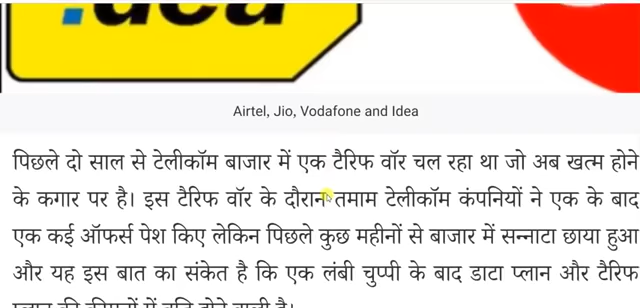 .dea
Airtel, Jio, Vodafone and Idea
पिछले दो साल से टेलीकॉम बाजार में एक टैरिफ वॉर चल रहा था जो अब खत्म होने
के कगार पर है। इस टैरिफ वॉर के दौरान तमाम टेलीकॉम कंपनियों ने एक के बाद
एक कई ऑफर्स पेश किए लेकिन पिछले कुछ महीनों से बाजार में सन्नाटा छाया हुआ
और यह इस बात का संकेत है कि एक लंबी चुप्पी के बाद डाटा प्लान और टैरिफ